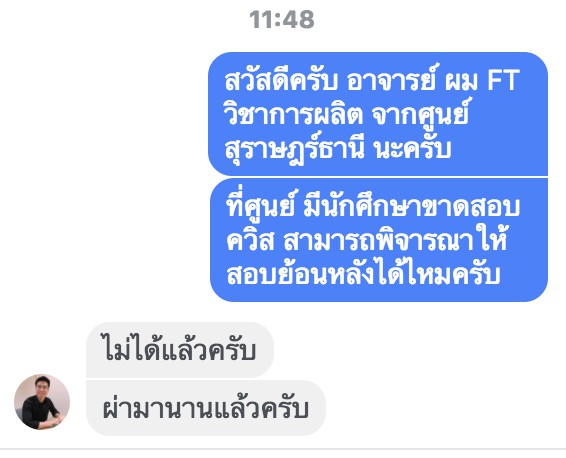 11:48
สวัสดีครับ อาจารย์ ผม FT
วิชาการผลิต จากศูนย์
สุราษฎร์ธานี นะครับ
ที่ศูนย์ มีนักศึกษาขาดสอบ
ควิส สามารถพิจารณาให้
สอบย้อนหลังได้ไหมครับ
ไม่ได้แล้วครับ
ผ่ามานานแล้วครับ